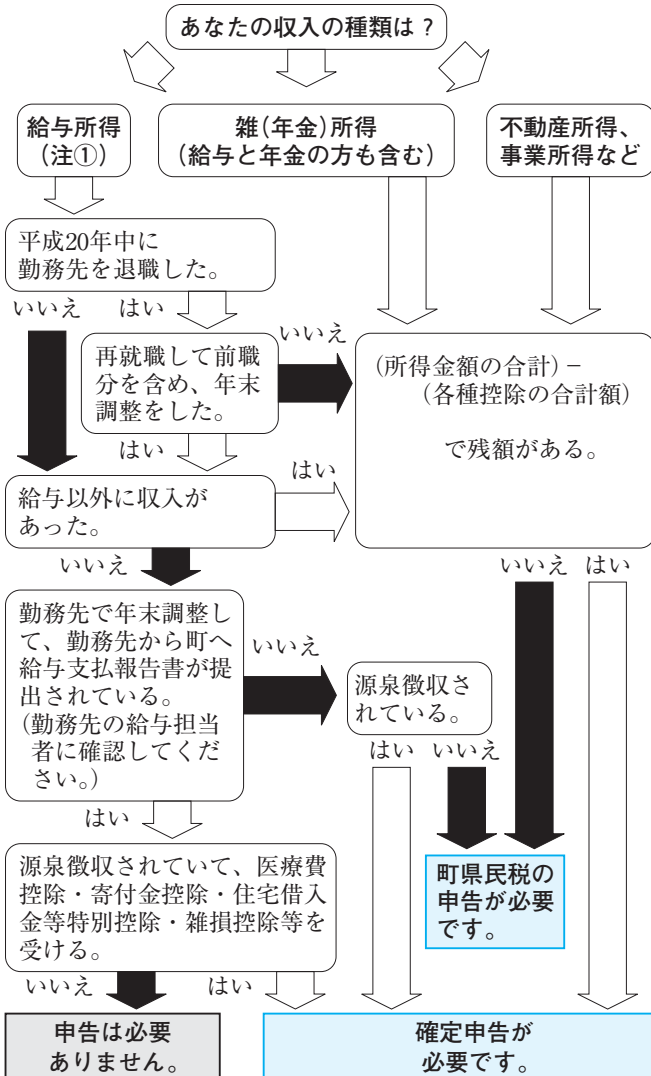 あなたの収入の種類は?
給与所得
(注①)
雑(年金)所得
(給与と年金の方も含む)
不動産所得、
事業所得など
平成20年中に
勤務先を退職した。
いいえ
はい
再就職して前職
分を含め、年末
調整をした。
いいえ
はい
(所得金額の合計)−
(各種控除の合計額)
で残額がある。
給与以外に収入が
あった。
はい
いいえ
いいえ
はい
勤務先で年末調整し
て、勤務先から町へ
給与支払報告書が提
出されている。
(勤務先の給与担当
者に確認してくだ
さい。)
いいえ
はい
源泉徴収さ
れている。
はい
いいえ
源泉徴収されていて、医療費
控除・寄付金控除・住宅借入
金等特別控除・雑損控除等を
受ける。
町県民税の
申告が必要
です。
いいえ
はい
申告は必要
ありません。
確定申告が
必要です。